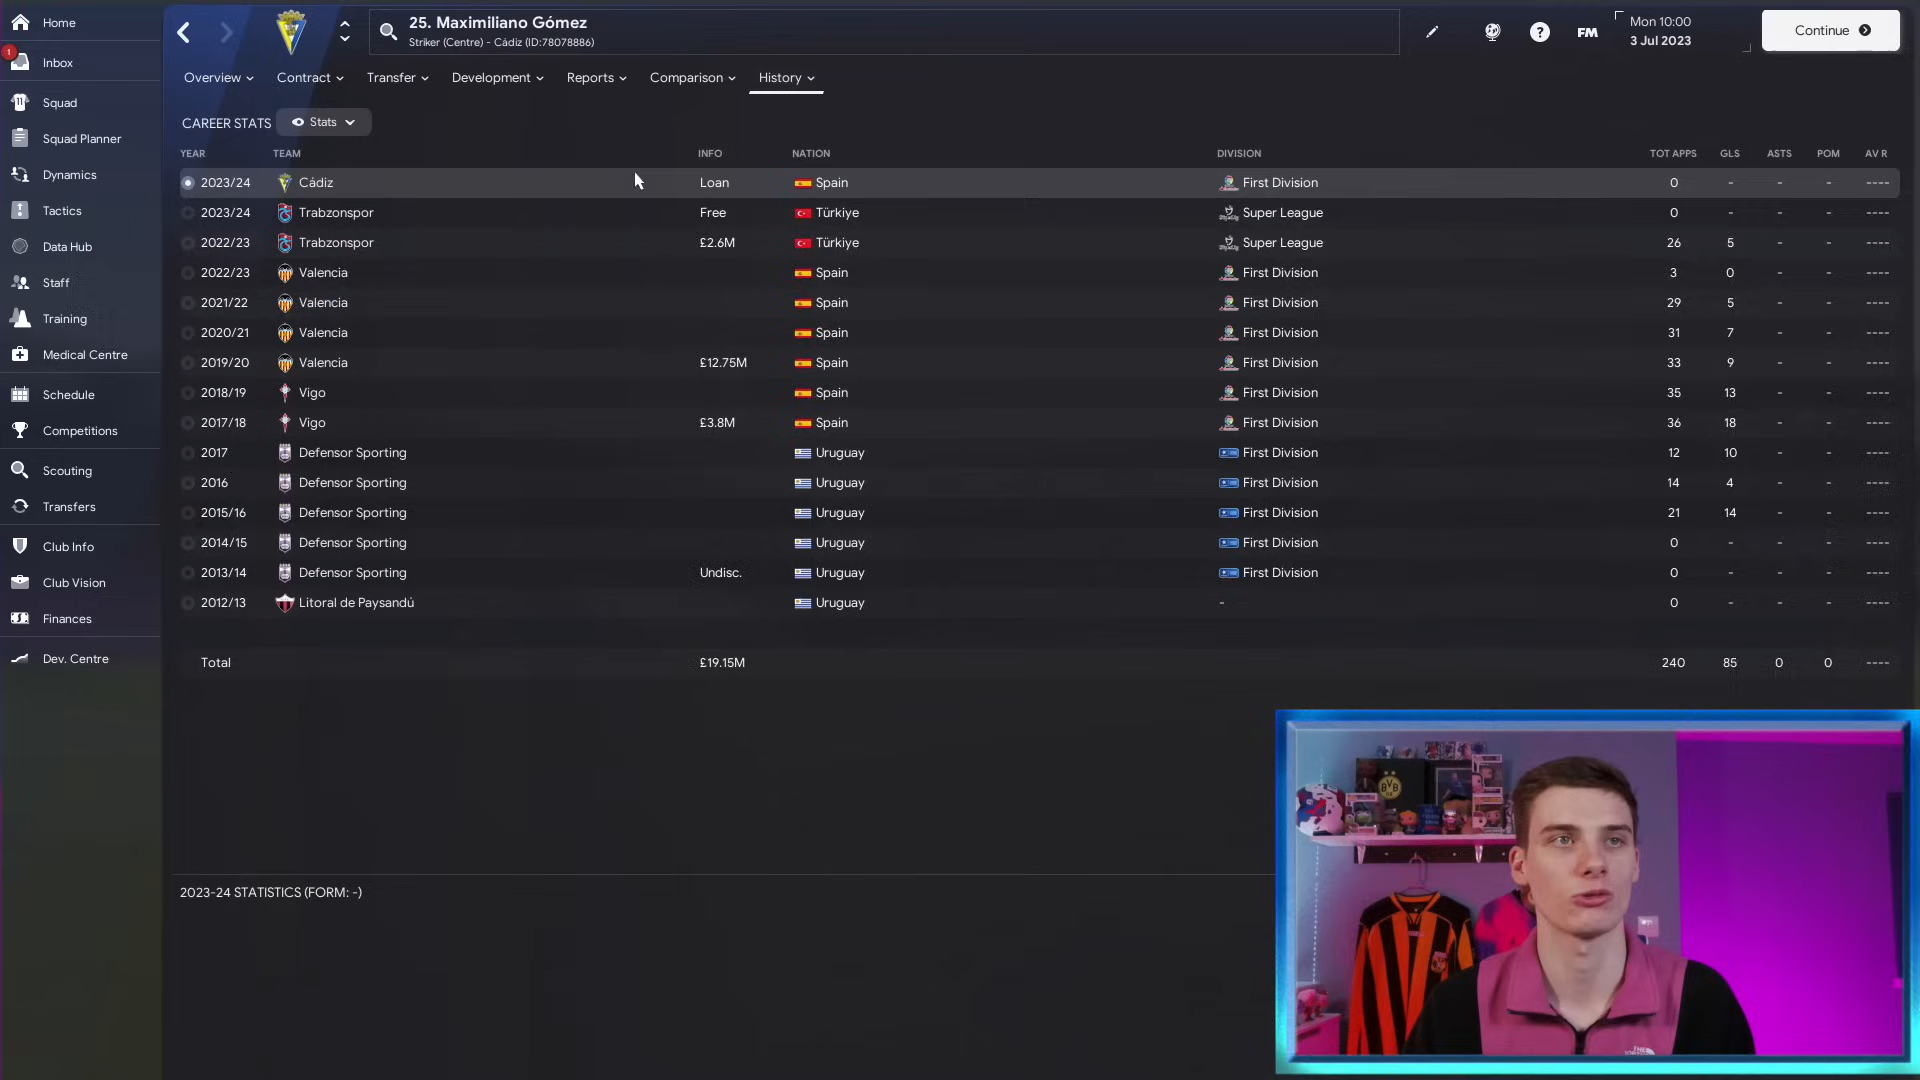 Home
25. Maximiliano Gómez
Striker (Centre) - Cádiz (ID:78078886)
FM
Mon 10:00
3 Jul 2023
Continue
1
Inbox
Squad
Squad Planner
Dynamics
Tactics
Data Hub
Staff
Training
Medical Centre
Schedule
Competitions
Scouting
Transfers
Club Info
Club Vision
Finances
Dev. Centre
Overview Contract Transfer Development Reports Comparison History
CAREER STATS Stats
YEAR TEAM INFO NATION DIVISION TOT APPS GLS ASTS POM AV R
2023/24 Cádiz Loan Spain First Division 0 - - - ----
2023/24 Trabzonspor Free Türkiye Super League 0 - - - ----
2022/23 Trabzonspor £2.6M Türkiye Super League 26 5 - - ----
2022/23 Valencia Spain First Division 3 0 - - ----
2021/22 Valencia Spain First Division 29 5 - - ----
2020/21 Valencia Spain First Division 31 7 - - ----
2019/20 Valencia £12.75M Spain First Division 33 9 - - ----
2018/19 Vigo Spain First Division 35 13 - - ----
2017/18 Vigo £3.8M Spain First Division 36 18 - - ----
2017 Defensor Sporting Uruguay First Division 12 10 - - ----
2016 Defensor Sporting Uruguay First Division 14 4 - - ----
2015/16 Defensor Sporting Uruguay First Division 21 14 - - ----
2014/15 Defensor Sporting Uruguay First Division 0 - - - ----
2013/14 Defensor Sporting Undisc. Uruguay First Division 0 - - - ----
2012/13 Litoral de Paysandú Uruguay - 0 - - - ----
Total £19.15M 240 85 0 0 ----
2023-24 STATISTICS (FORM: -)
BVB
09